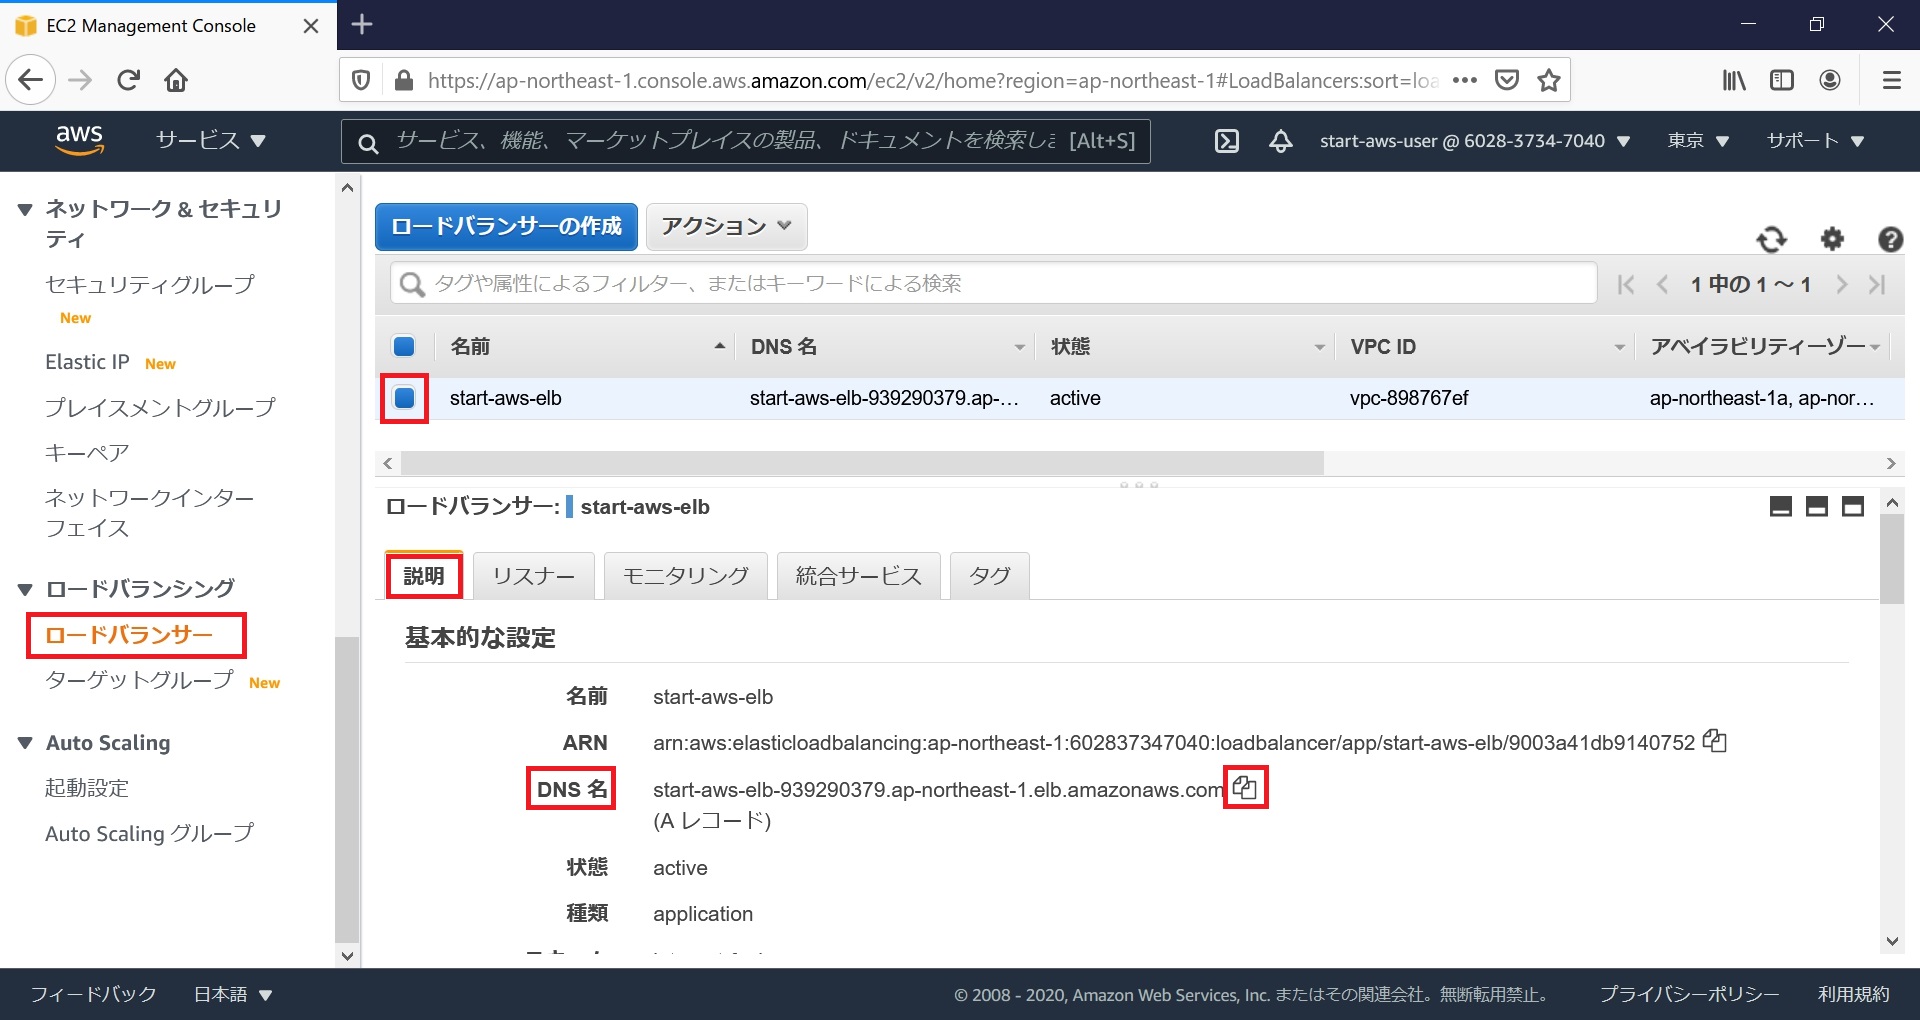 EC2 Management Console
https://ap-northeast-1.console.aws.amazon.com/ec2/v2/home?region=ap-northeast-1#LoadBalancers:sort=loa
aws
サービス
サービス、機能、マーケットプレイスの製品、ドキュメントを検索しま [Alt+S]
start-aws-user @ 6028-3734-7040
東京
サポート
ネットワーク & セキュリ
ティ
セキュリティグループ
New
Elastic IP New
プレイスメントグループ
キーペア
ネットワークインター
フェイス
ロードバランシング
ロードバランサー
ターゲットグループ New
Auto Scaling
起動設定
Auto Scaling グループ
ロードバランサーの作成
アクション
タグや属性によるフィルター、またはキーワードによる検索
1 中の 1 ～ 1
名前 DNS 名 状態 VPC ID アベイラビリティーゾー
start-aws-elb start-aws-elb-939290379.ap-... active vpc-898767ef ap-northeast-1a, ap-nor...
ロードバランサー: start-aws-elb
説明 リスナー モニタリング 統合サービス タグ
基本的な設定
名前 start-aws-elb
ARN arn:aws:elasticloadbalancing:ap-northeast-1:602837347040:loadbalancer/app/start-aws-elb/9003a41db9140752
DNS 名 start-aws-elb-939290379.ap-northeast-1.elb.amazonaws.com
(A レコード)
状態 active
種類 application
フィードバック
日本語
© 2008 - 2020, Amazon Web Services, Inc. またはその関連会社。無断転用禁止。
プライバシーポリシー
利用規約